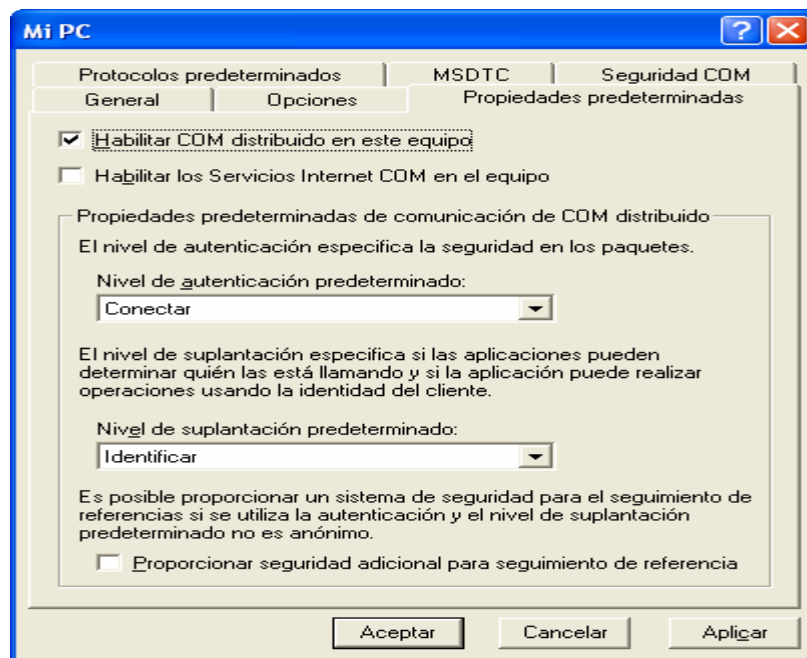 Mi PC
Protocolos predeterminados
MSDTC
Seguridad COM
General
Opciones
Propiedades predeterminadas
Habilitar COM distribuido en este equipo
Habilitar los Servicios Internet COM en el equipo
Propiedades predeterminadas de comunicación de COM distribuido
El nivel de autenticación especifica la seguridad en los paquetes.
Nivel de autenticación predeterminado:
Conectar
El nivel de suplantación especifica si las aplicaciones pueden
determinar quién las está llamando y si la aplicación puede realizar
operaciones usando la identidad del cliente.
Nivel de suplantación predeterminado:
Identificar
Es posible proporcionar un sistema de seguridad para el seguimiento de
referencias si se utiliza la autenticación y el nivel de suplantación
predeterminado no es anónimo.
Proporcionar seguridad adicional para seguimiento de referencia
Aceptar
Cancelar
Aplicar